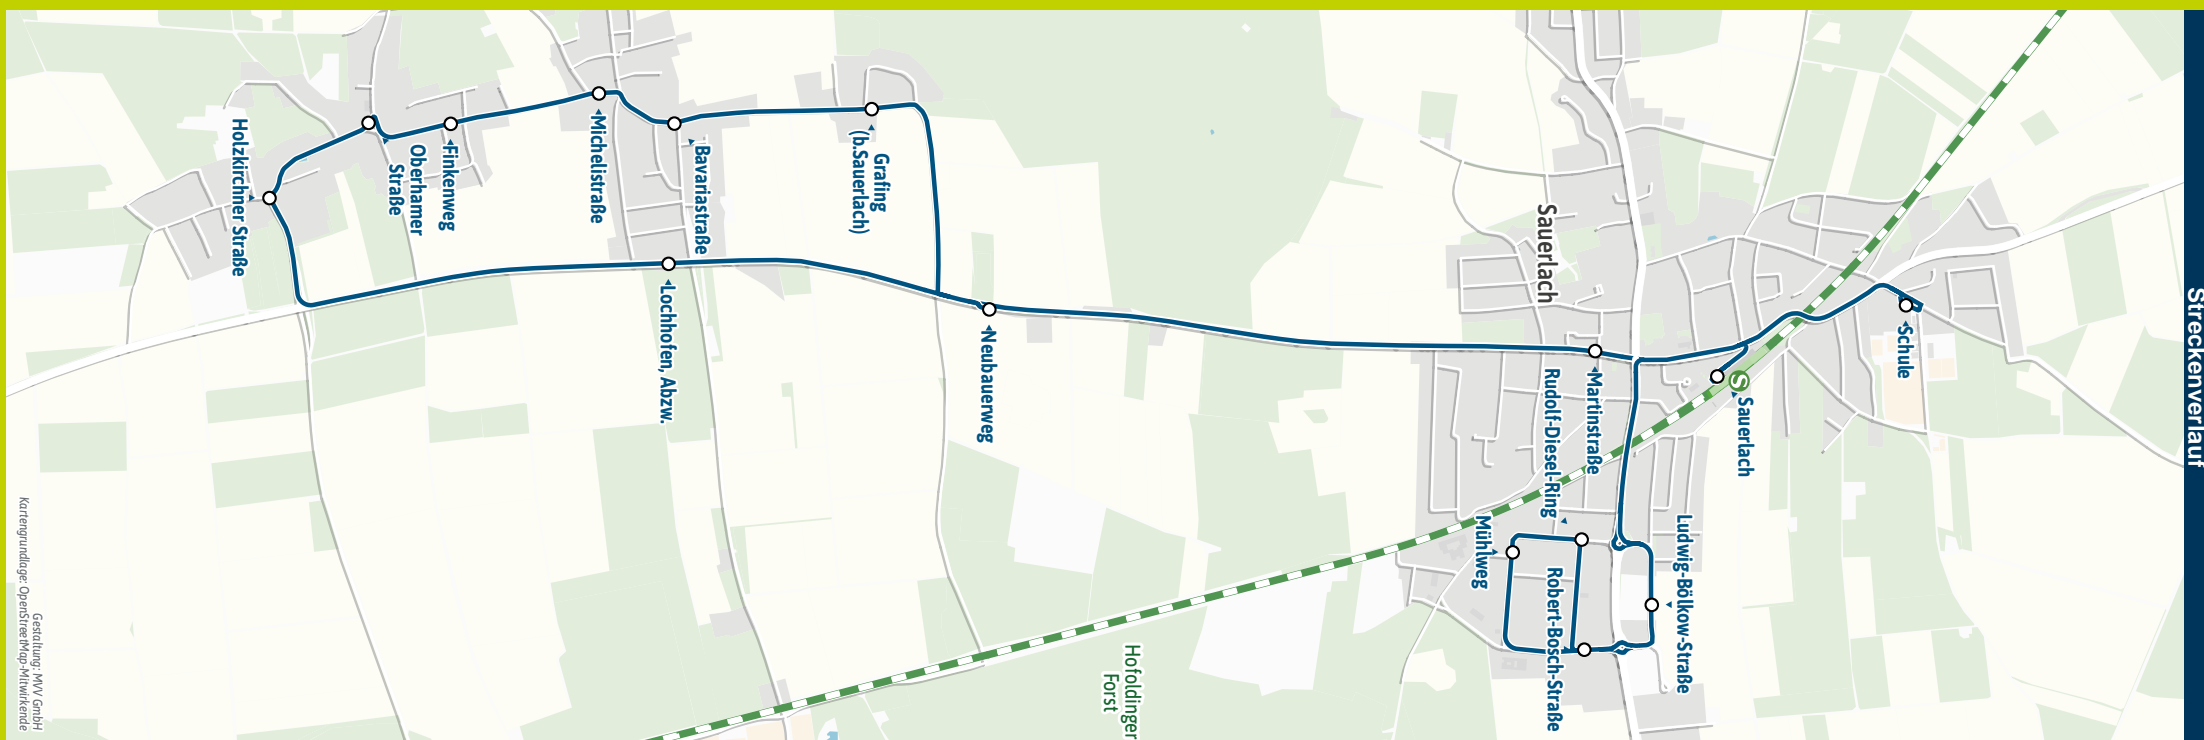 Streckenverlauf
Schule
Sauerlach
Ludwig-Bölkow-Straße
Martinstraße
Rudolf-Diesel-Ring
Robert-Bosch-Straße
Sauerlach
Mühlweg
Hofoldinger
Forst
Neubauerweg
Grafing
(b.Sauerlach)
Bavariastraße
Lochhofen, Abzw.
Michelistraße
Finkenweg
Oberhamer
Straße
Holzkirchner Straße
S
Gestaltung: MVV GmbH
Kartengrundlage: OpenStreetMap-Mitwirkende